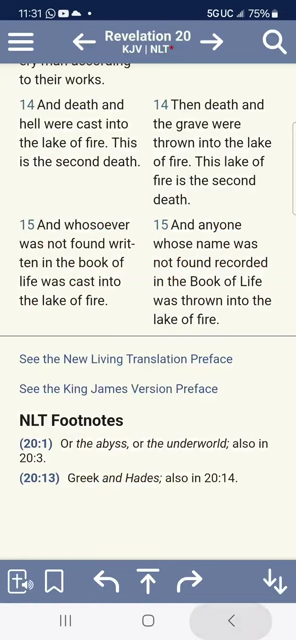 11:31 5G UC 75%
Revelation 20
KJV | NLT*
ery man according
to their works.
14 And death and
hell were cast into
the lake of fire. This
is the second death.
14 Then death and
the grave were
thrown into the lake
of fire. This lake of
fire is the second
death.
15 And whosoever
was not found writ-
ten in the book of
life was cast into
the lake of fire.
15 And anyone
whose name was
not found recorded
in the Book of Life
was thrown into the
lake of fire.
See the New Living Translation Preface
See the King James Version Preface
NLT Footnotes
(20:1) Or the abyss, or the underworld; also in
20:3.
(20:13) Greek and Hades; also in 20:14.